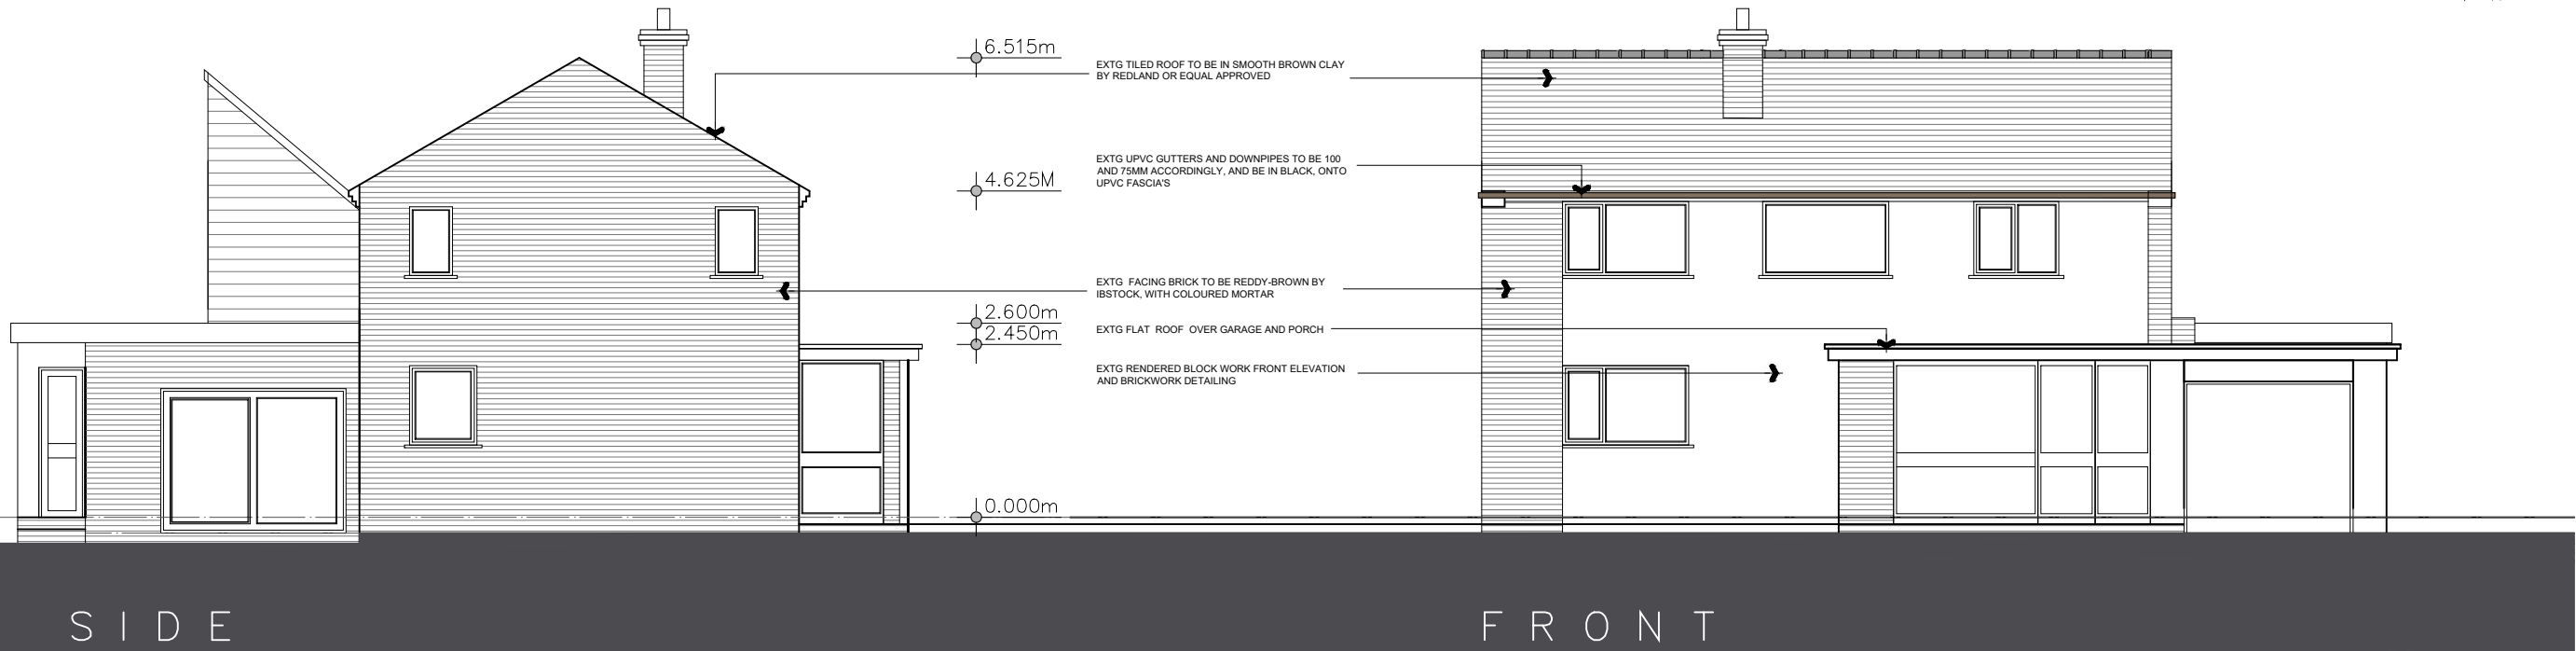 6.515m
EXTG TILED ROOF TO BE IN SMOOTH BROWN CLAY
BY REDLAND OR EQUAL APPROVED
EXTG UPVC GUTTERS AND DOWNPIPES TO BE 100
AND 75MM ACCORDINGLY, AND BE IN BLACK, ONTO
UPVC FASCIA'S
4.625M
EXTG FACING BRICK TO BE REDDY-BROWN BY
IBSTOCK, WITH COLOURED MORTAR
2.600m
2.450m
EXTG FLAT ROOF OVER GARAGE AND PORCH
EXTG RENDERED BLOCK WORK FRONT ELEVATION
AND BRICKWORK DETAILING
0.000m
SIDE
FRONT